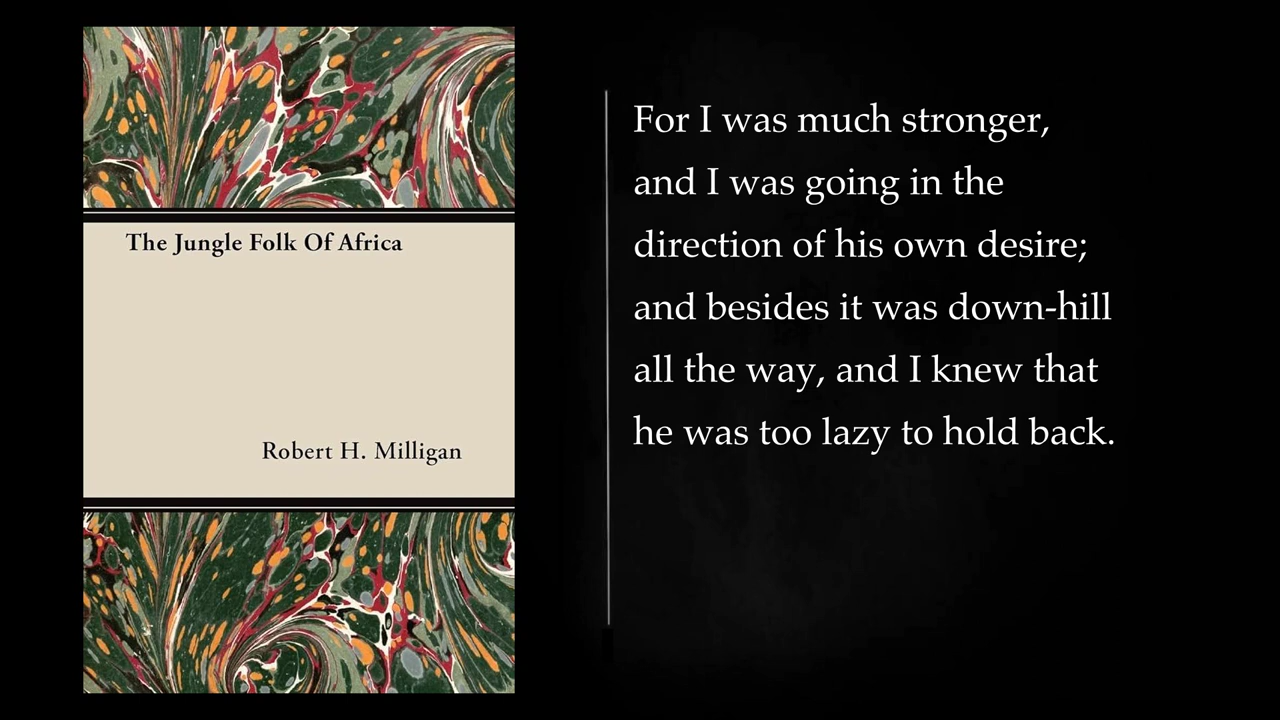 The Jungle Folk Of Africa
Robert H. Milligan
For I was much stronger,
and I was going in the
direction of his own desire;
and besides it was down-hill
all the way, and I knew that
he was too lazy to hold back.